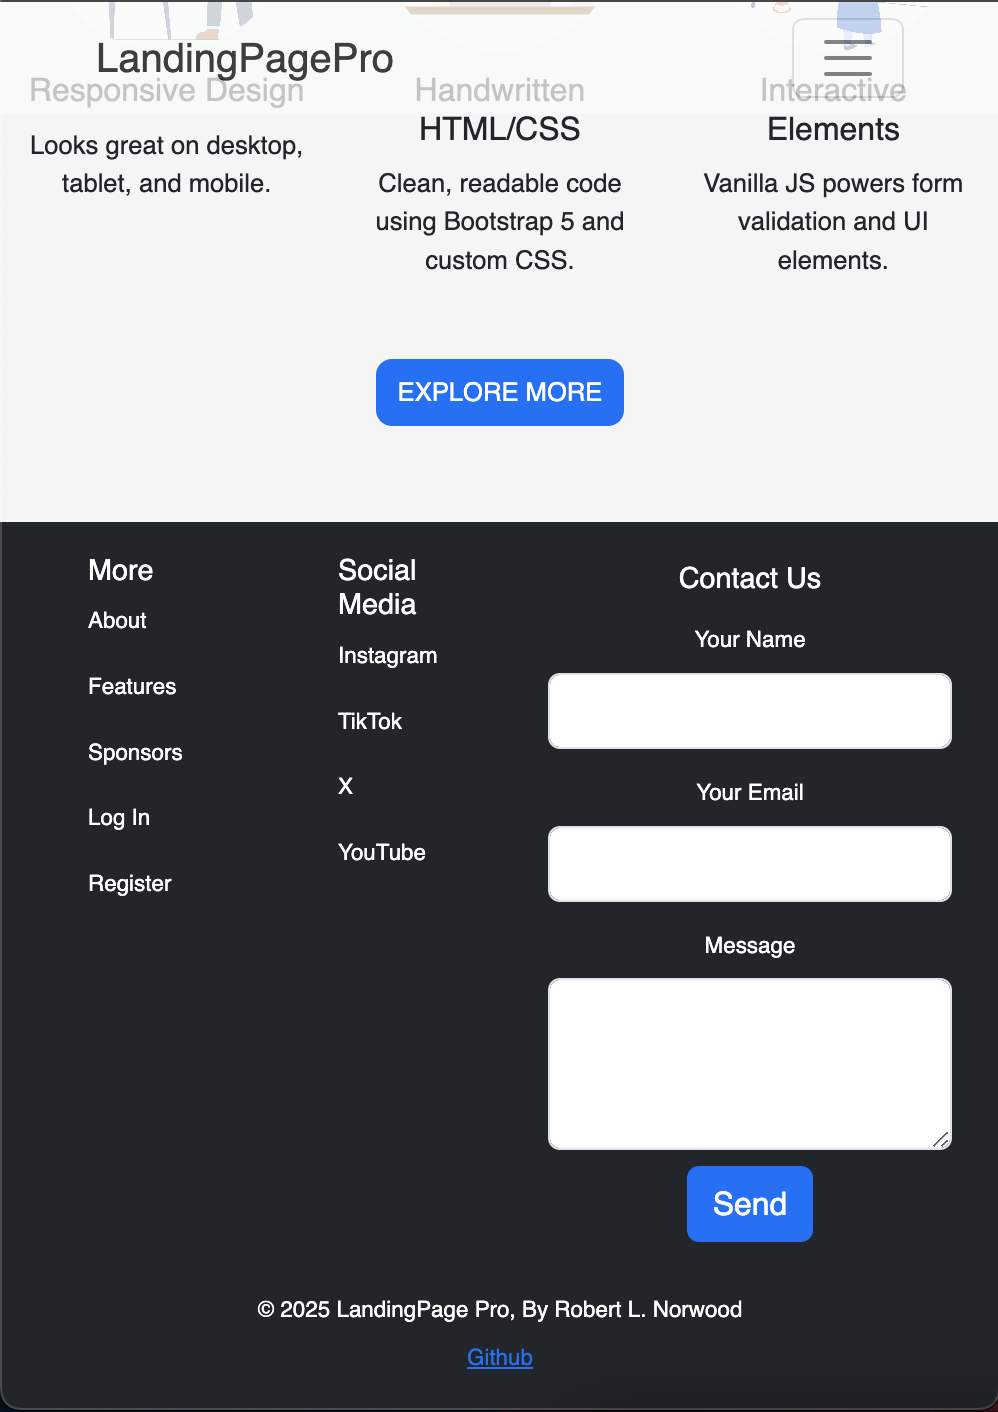 LandingPagePro
Responsive Design
Looks great on desktop,
tablet, and mobile.
Handwritten
HTML/CSS
Clean, readable code
using Bootstrap 5 and
custom CSS.
Interactive
Elements
Vanilla JS powers form
validation and UI
elements.
EXPLORE MORE
More
About
Features
Sponsors
Log In
Register
Social
Media
Instagram
TikTok
X
YouTube
Contact Us
Your Name
Your Email
Message
Send
© 2025 LandingPage Pro, By Robert L. Norwood
Github